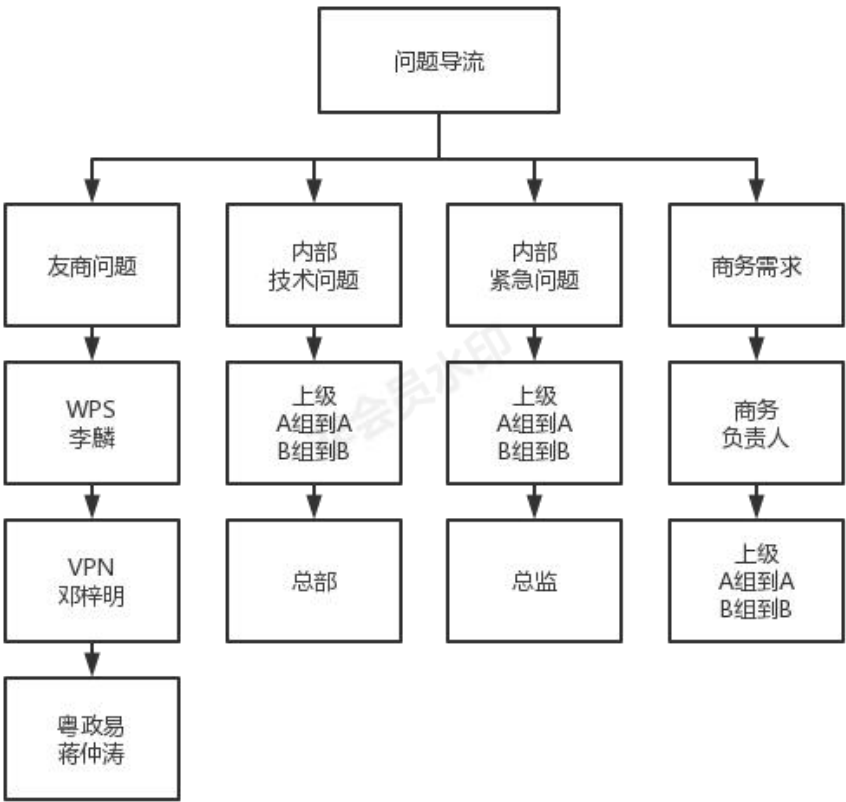 问题导流
友商问题
内部
技术问题
内部
紧急问题
商务需求
WPS
李麟
上级
A组到A
B组到B
上级
A组到A
B组到B
商务
负责人
VPN
邓梓明
总部
总监
上级
A组到A
B组到B
粤政易
蒋仲涛
会员水印